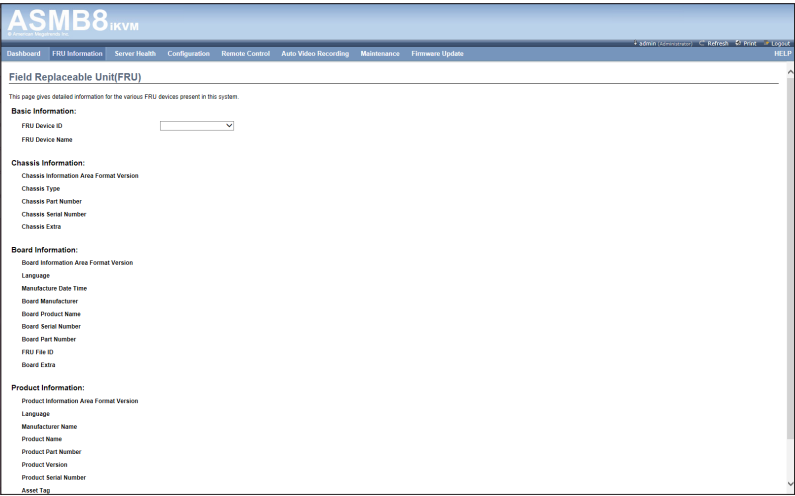 ASMB8 iKVM
© American Megatrends Inc.
admin (Administrator) Refresh Print Logout
Dashboard FRU Information Server Health Configuration Remote Control Auto Video Recording Maintenance Firmware Update HELP
Field Replaceable Unit(FRU)
This page gives detailed information for the various FRU devices present in this system.
Basic Information:
FRU Device ID
FRU Device Name
Chassis Information:
Chassis Information Area Format Version
Chassis Type
Chassis Part Number
Chassis Serial Number
Chassis Extra
Board Information:
Board Information Area Format Version
Language
Manufacture Date Time
Board Manufacturer
Board Product Name
Board Serial Number
Board Part Number
FRU File ID
Board Extra
Product Information:
Product Information Area Format Version
Language
Manufacturer Name
Product Name
Product Part Number
Product Version
Product Serial Number
Asset Tag